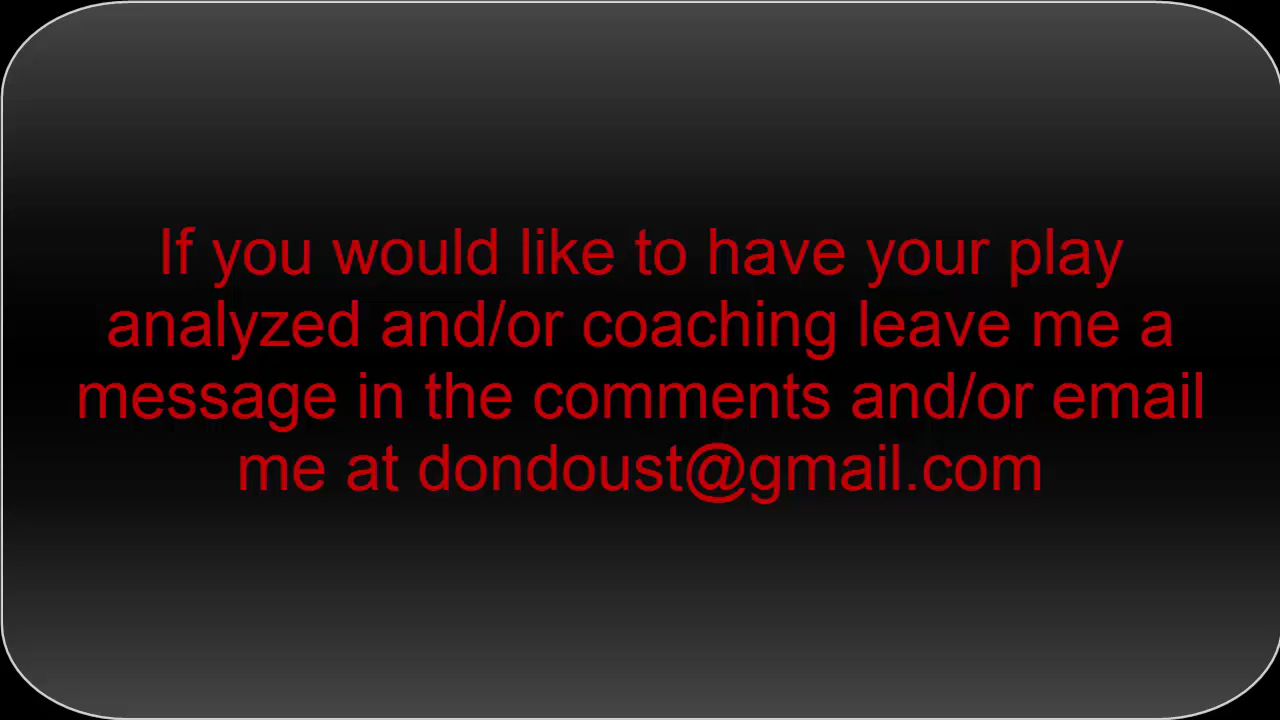 If you would like to have your play
analyzed and/or coaching leave me a
message in the comments and/or email
me at dondoust@gmail.com